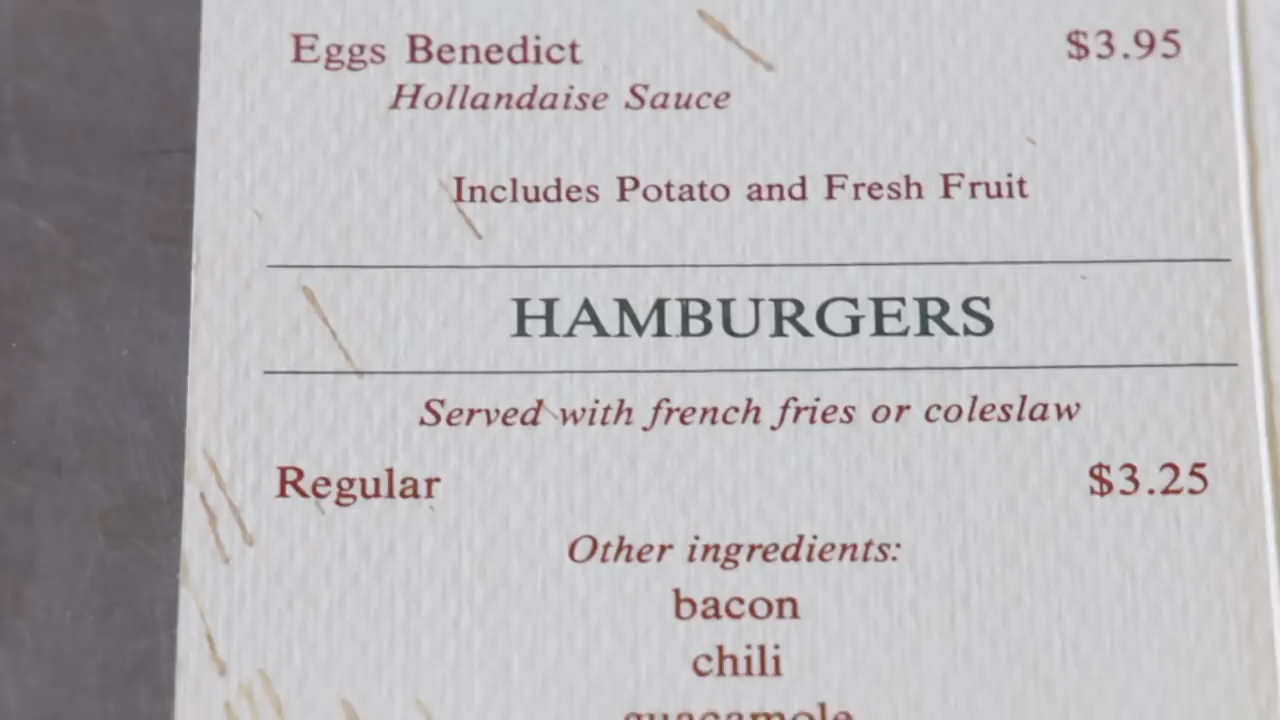 Eggs Benedict $3.95
Hollandaise Sauce
Includes Potato and Fresh Fruit
HAMBURGERS
Served with french fries or coleslaw
Regular $3.25
Other ingredients:
bacon
chili
guacamole